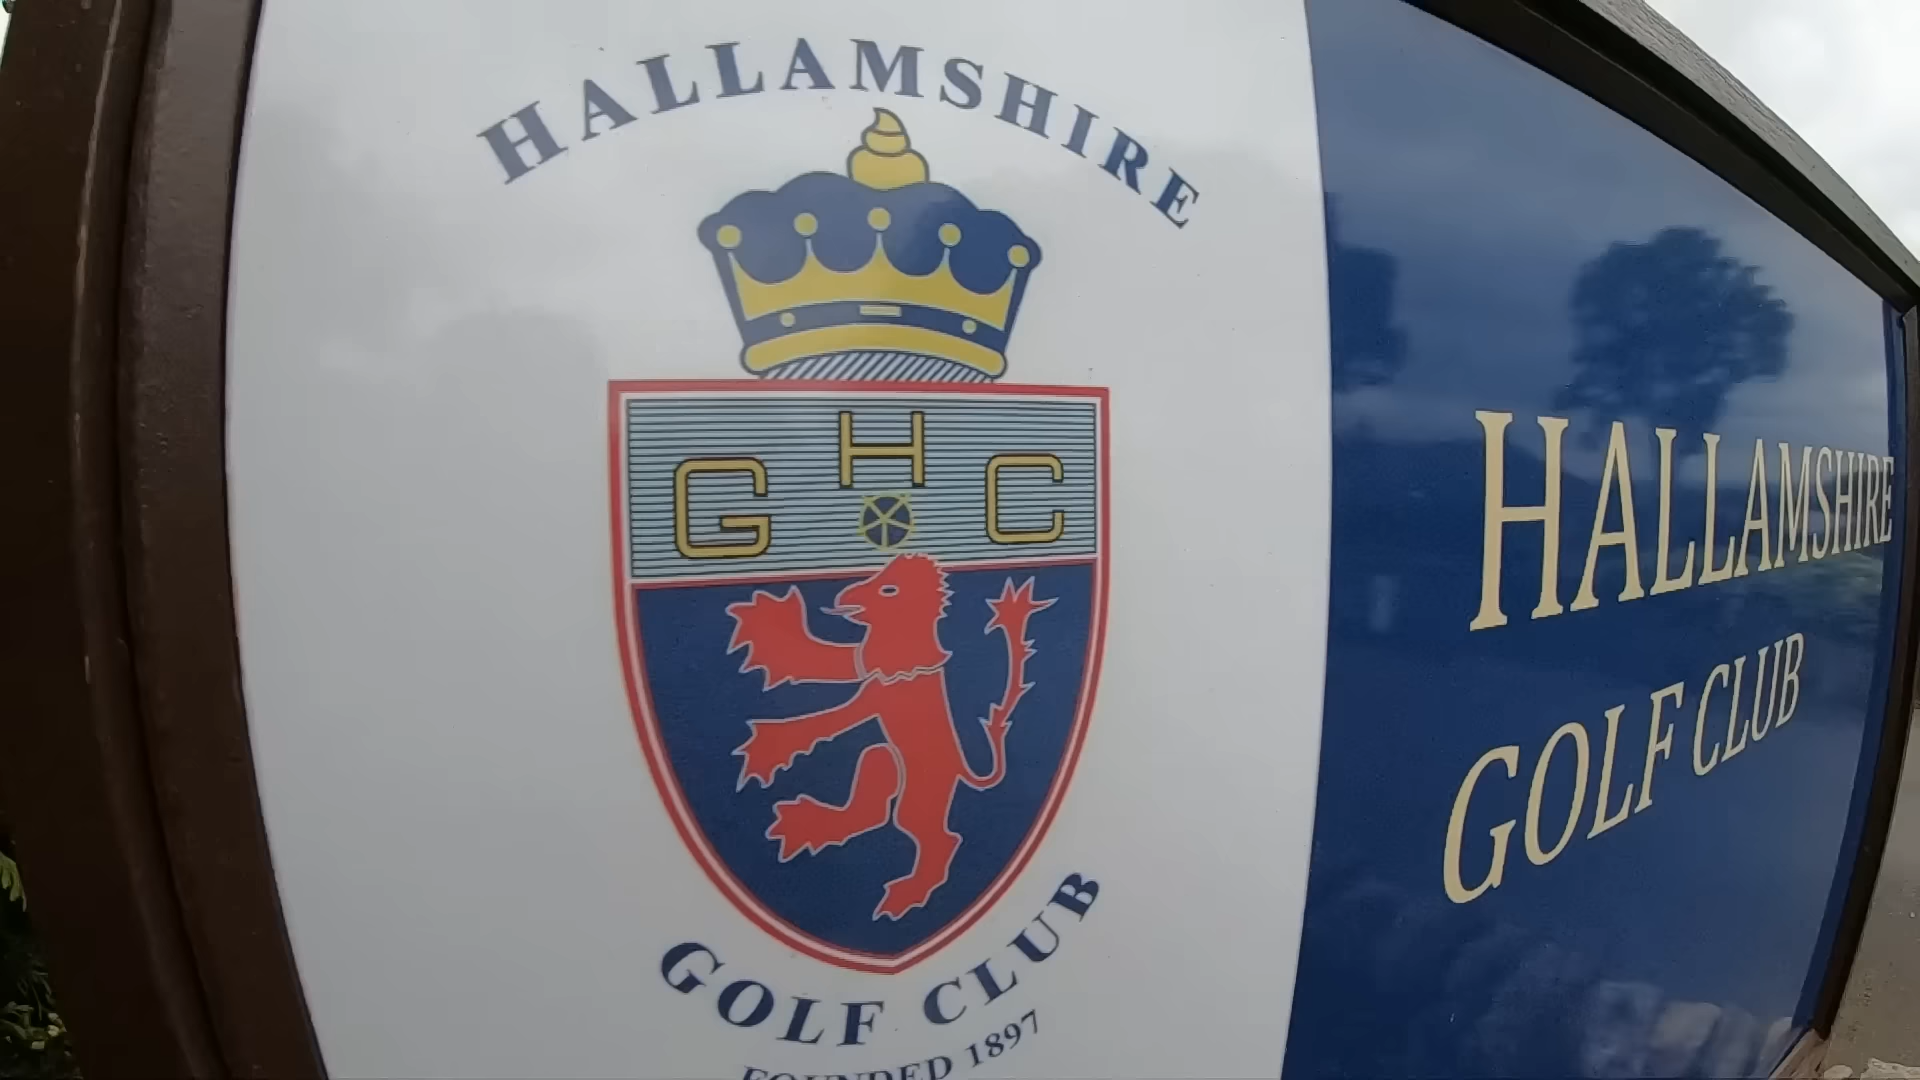 HALLAMSHIRE
G H C
GOLF CLUB
FOUNDED 1897
HALLAMSHIRE
GOLF CLUB